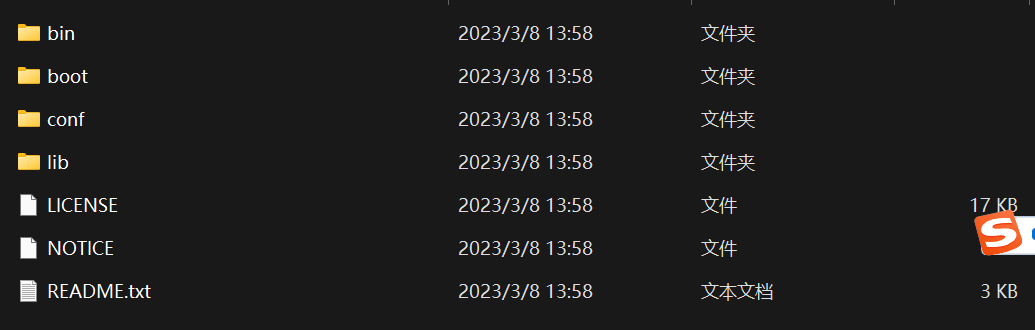 bin 2023/3/8 13:58 文件夹
boot 2023/3/8 13:58 文件夹
conf 2023/3/8 13:58 文件夹
lib 2023/3/8 13:58 文件夹
LICENSE 2023/3/8 13:58 文件 17 KB
NOTICE 2023/3/8 13:58 文件
README.txt 2023/3/8 13:58 文本文档 3 KB